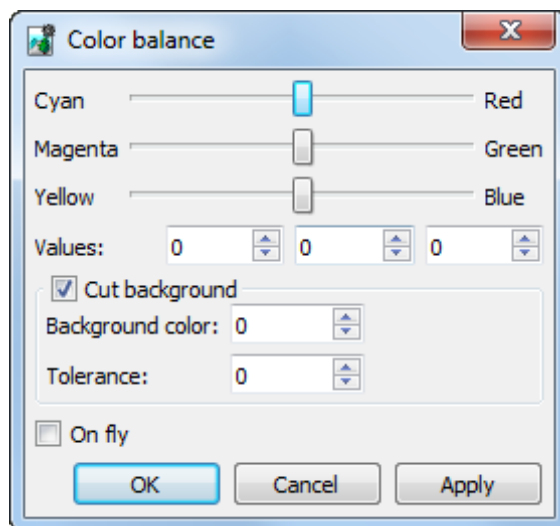 Color balance
Cyan Red
Magenta Green
Yellow Blue
Values: 0 0 0
Cut background
Background color: 0
Tolerance: 0
On fly
OK Cancel Apply